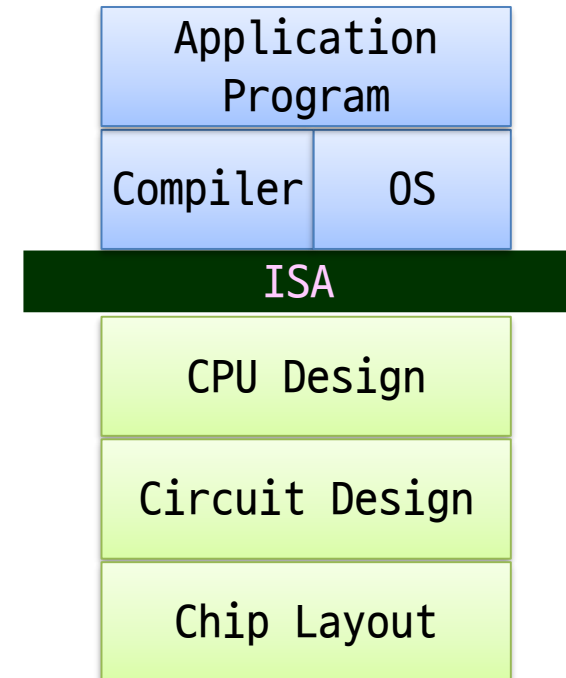 Application
Program
Compiler OS
ISA
CPU Design
Circuit Design
Chip Layout